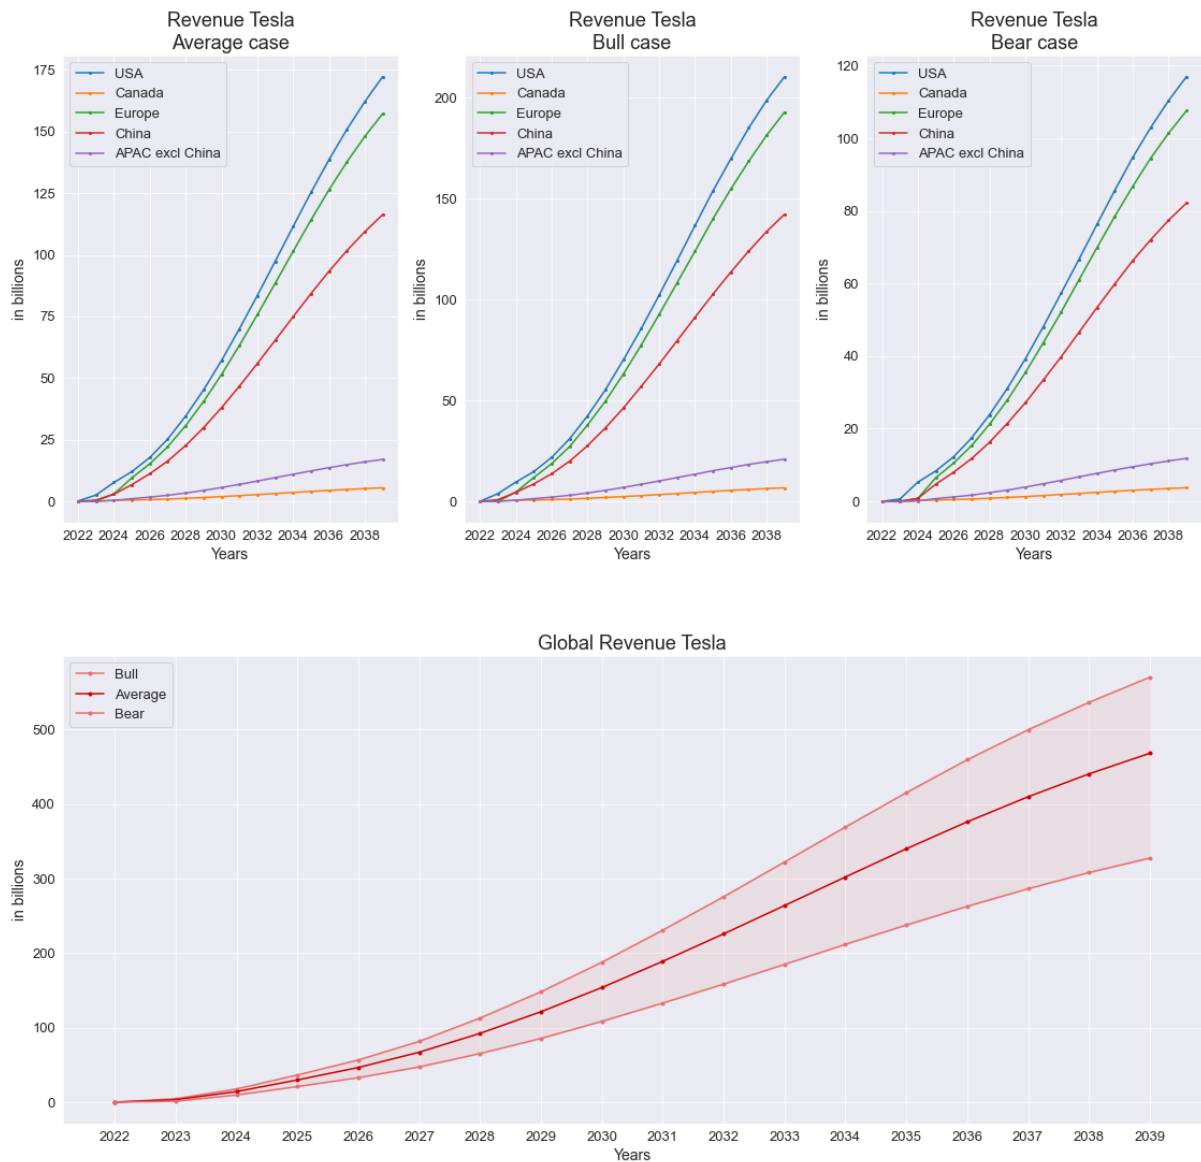 Revenue Tesla
Average case
175
150
125
100
75
50
25
0
in billions
USA
Canada
Europe
China
APAC excl China
2022 2024 2026 2028 2030 2032 2034 2036 2038
Years
Revenue Tesla
Bull case
200
150
100
50
0
in billions
USA
Canada
Europe
China
APAC excl China
2022 2024 2026 2028 2030 2032 2034 2036 2038
Years
Revenue Tesla
Bear case
120
100
80
60
40
20
0
in billions
USA
Canada
Europe
China
APAC excl China
2022 2024 2026 2028 2030 2032 2034 2036 2038
Years
Global Revenue Tesla
Bull
Average
Bear
500
400
300
200
100
0
in billions
2022 2023 2024 2025 2026 2027 2028 2029 2030 2031 2032 2033 2034 2035 2036 2037 2038 2039
Years